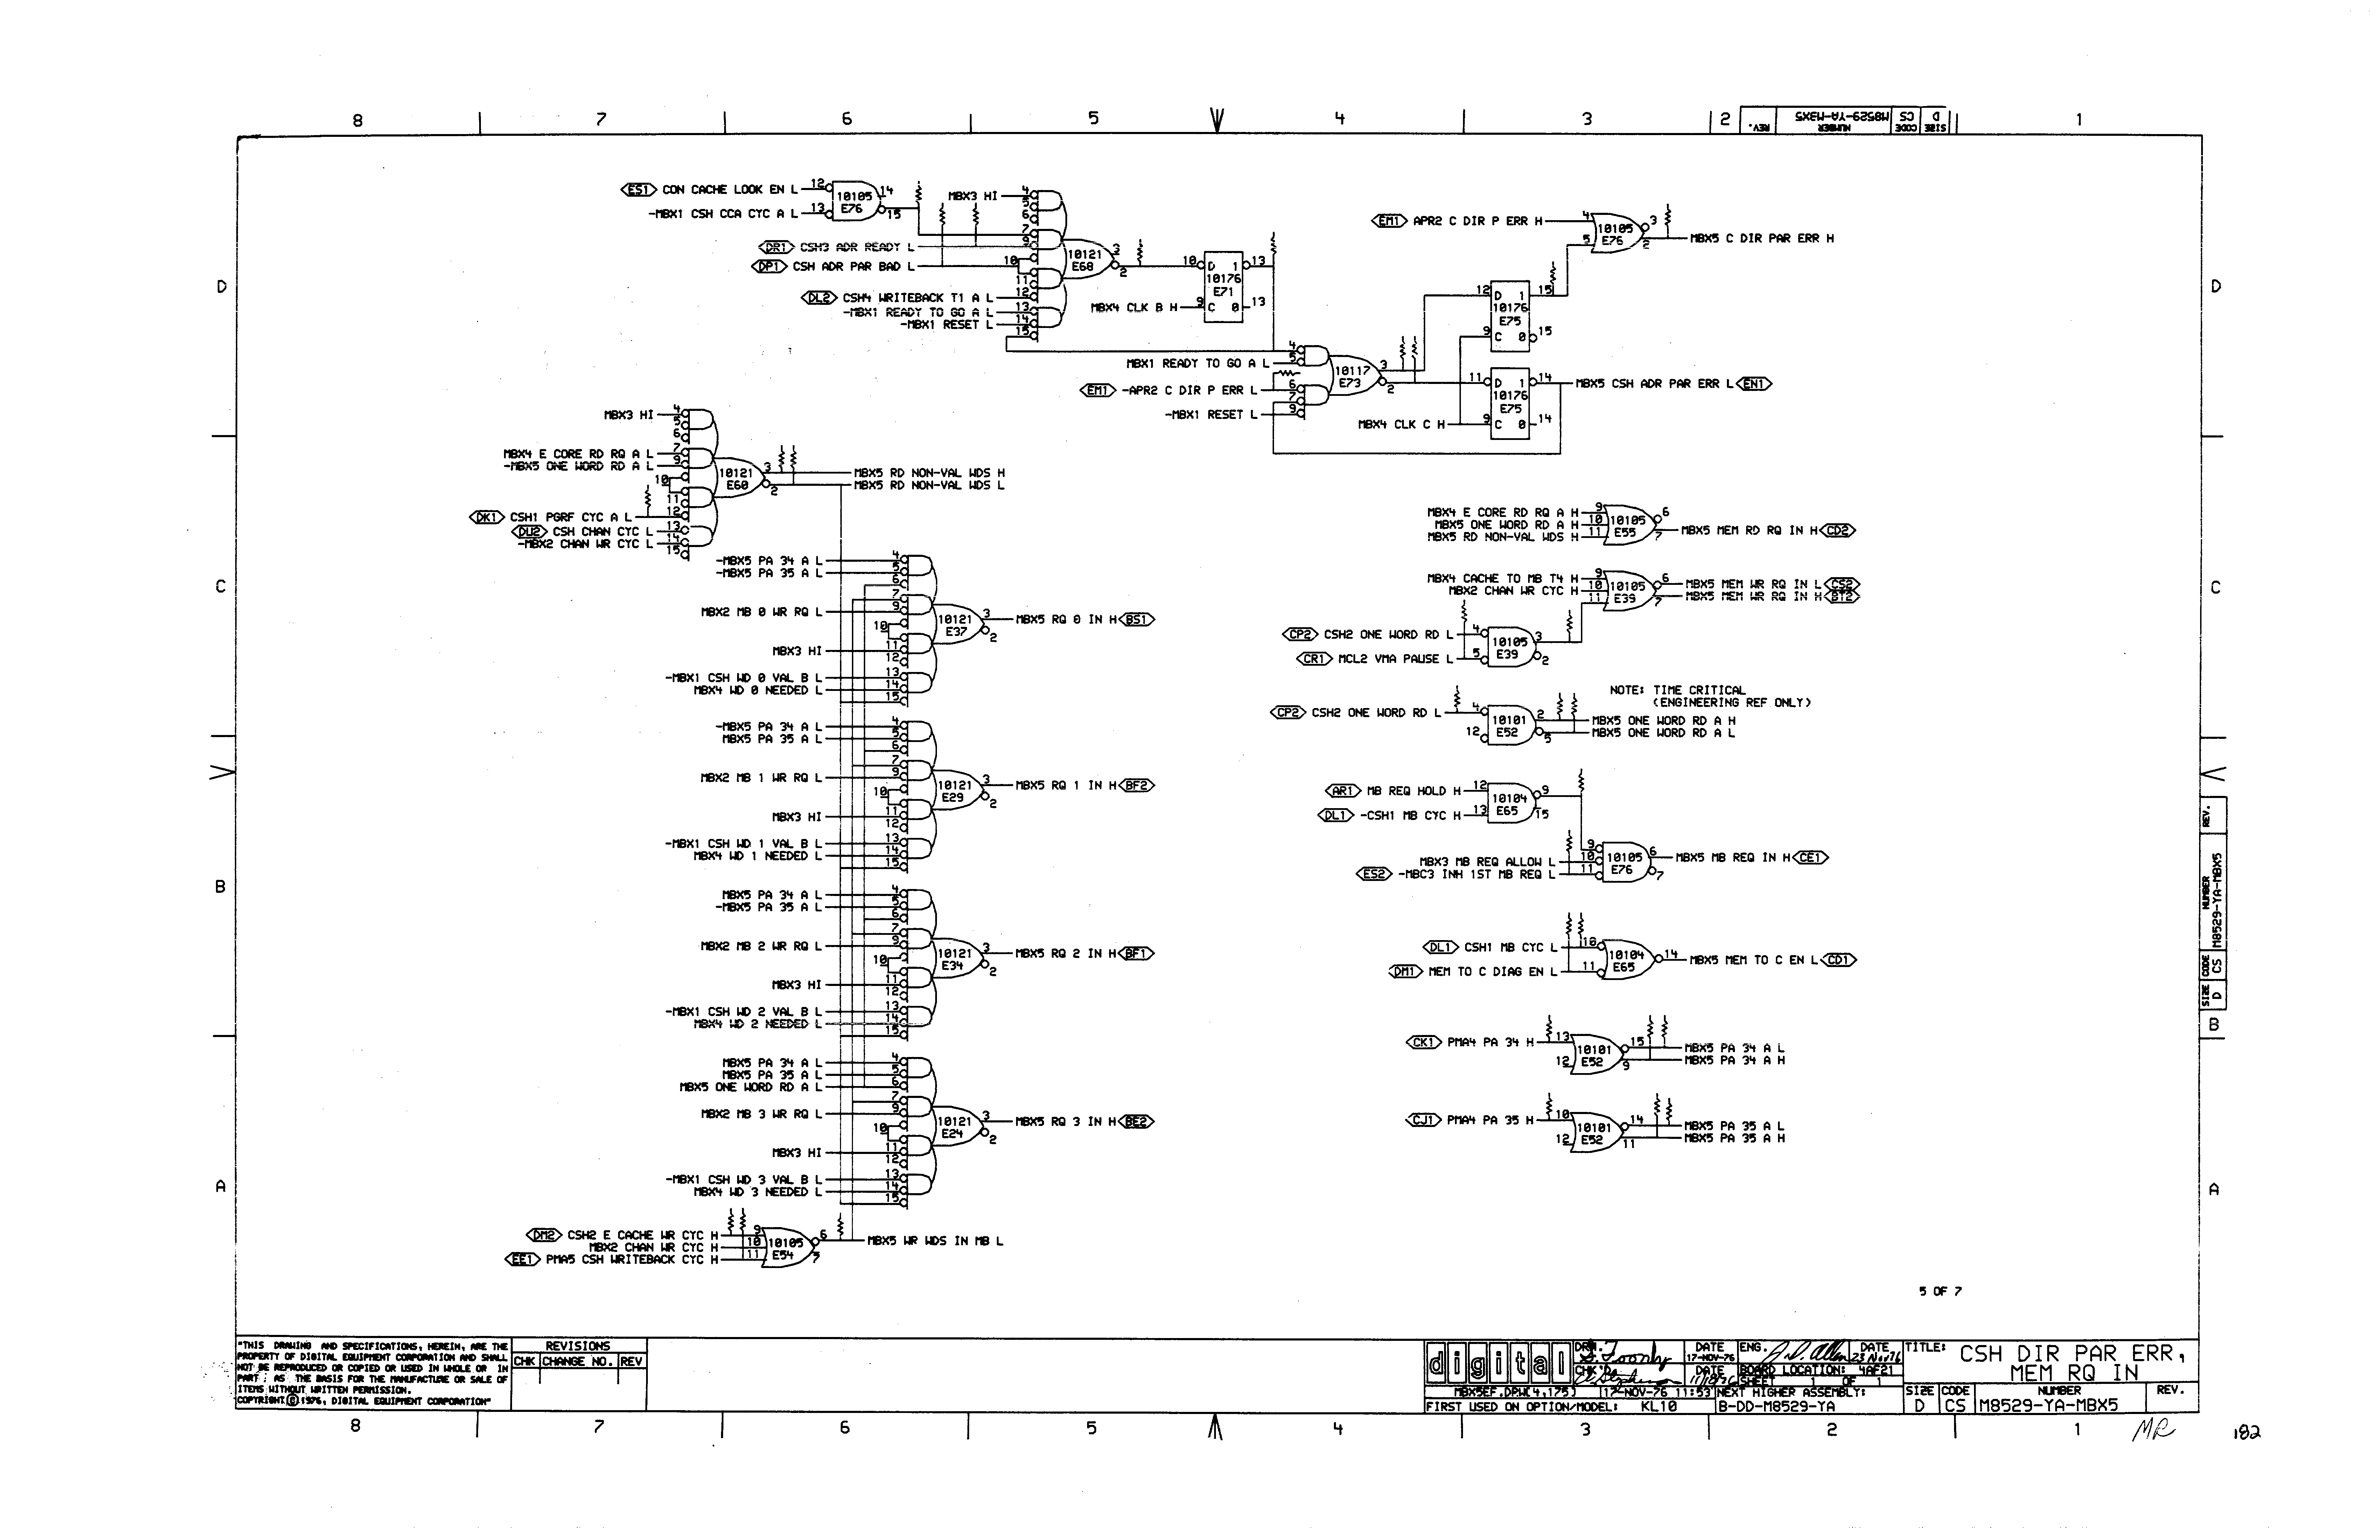 8 7 6 5 4 3 2 1
REV. NUMBER M8529-YA-MBX5 CODE CS SIZE D
D
C
B
A
ES1 CON CACHE LOOK EN L 12
-MBX1 CSH CCA CYC A L 13
10105 E76 14 15
MBX3 HI 4
5
6
7
DR1 CSH3 ADR READY L 9
DP1 CSH ADR PAR BAD L 10
11
DL2 CSH4 WRITEBACK T1 A L 12
-MBX1 READY TO GO A L 13
-MBX1 RESET L 14
15
10121 E68 3 2
10 D 1 13
10176 E71
MBX4 CLK B H 9 C 0 13
MBX1 READY TO GO A L 4 5
EM1 -APR2 C DIR P ERR L 6
7
-MBX1 RESET L 9
10117 E73 3 2
EM1 APR2 C DIR P ERR H 4
5
10105 E76 3 2
MBX5 C DIR PAR ERR H
12 D 1 15
10176 E75
9 C 0 15
11 D 1 14
10176 E75
MBX4 CLK C H 9 C 0 14
MBX5 CSH ADR PAR ERR L EN1
MBX3 HI 4
5
6
MBX4 E CORE RD RQ A L 7
-MBX5 ONE WORD RD A L 9
10
11
DK1 CSH1 PGRF CYC A L 12
DU2 CSH CHAN CYC L 13
-MBX2 CHAN WR CYC L 14
15
10121 E60 3 2
MBX5 RD NON-VAL WDS H
MBX5 RD NON-VAL WDS L
-MBX5 PA 34 A L 4
-MBX5 PA 35 A L 5
6
7
MBX2 MB 0 WR RQ L 9
10
MBX3 HI 11
12
-MBX1 CSH WD 0 VAL B L 13
MBX4 WD 0 NEEDED L 14
15
10121 E37 3 2
MBX5 RQ 0 IN H BS1
-MBX5 PA 34 A L 4
MBX5 PA 35 A L 5
6
7
MBX2 MB 1 WR RQ L 9
10
MBX3 HI 11
12
-MBX1 CSH WD 1 VAL B L 13
MBX4 WD 1 NEEDED L 14
15
10121 E29 3 2
MBX5 RQ 1 IN H BF2
MBX5 PA 34 A L 4
-MBX5 PA 35 A L 5
6
7
MBX2 MB 2 WR RQ L 9
10
MBX3 HI 11
12
-MBX1 CSH WD 2 VAL B L 13
MBX4 WD 2 NEEDED L 14
15
10121 E34 3 2
MBX5 RQ 2 IN H BF1
MBX5 PA 34 A L 4
MBX5 PA 35 A L 5
MBX5 ONE WORD RD A L 6
7
MBX2 MB 3 WR RQ L 9
10
MBX3 HI 11
12
-MBX1 CSH WD 3 VAL B L 13
MBX4 WD 3 NEEDED L 14
15
10121 E24 3 2
MBX5 RQ 3 IN H BE2
DM2 CSH2 E CACHE WR CYC H 9
MBX2 CHAN WR CYC H 10
EE1 PMA5 CSH WRITEBACK CYC H 11
10105 E54 6 7
MBX5 WR WDS IN MB L
MBX4 E CORE RD RQ A H 9
MBX5 ONE WORD RD A H 10
MBX5 RD NON-VAL WDS H 11
10105 E55 6 7
MBX5 MEM RD RQ IN H CD2
MBX4 CACHE TO MB T4 H 9
MBX2 CHAN WR CYC H 10
11
10105 E39 6 7
MBX5 MEM WR RQ IN L CS2
MBX5 MEM WR RQ IN H BT2
CP2 CSH2 ONE WORD RD L 4
CR1 MCL2 VMA PAUSE L 5
10105 E39 3 2
NOTE: TIME CRITICAL
(ENGINEERING REF ONLY)
CP2 CSH2 ONE WORD RD L 4
12
10101 E52 2 5
MBX5 ONE WORD RD A H
MBX5 ONE WORD RD A L
AR1 MB REQ HOLD H 12
DL1 -CSH1 MB CYC H 13
10104 E65 9 15
9
MBX3 MB REQ ALLOW L 10
ES2 -MBC3 INH 1ST MB REQ L 11
10105 E76 6 7
MBX5 MB REQ IN H CE1
DL1 CSH1 MB CYC L 10
DM1 MEM TO C DIAG EN L 11
10104 E65 14
MBX5 MEM TO C EN L CD1
CK1 PMA4 PA 34 H 13
12
10101 E52 15 9
MBX5 PA 34 A L
MBX5 PA 34 A H
CJ1 PMA4 PA 35 H 10
12
10101 E52 14 11
MBX5 PA 35 A L
MBX5 PA 35 A H
D
C
B
A
REV.
NUMBER M8529-YA-MBX5
CODE CS
SIZE D
5 OF 7
"THIS DRAWING AND SPECIFICATIONS, HEREIN, ARE THE
PROPERTY OF DIGITAL EQUIPMENT CORPORATION AND SHALL
NOT BE REPRODUCED OR COPIED OR USED IN WHOLE OR IN
PART ; AS THE BASIS FOR THE MANUFACTURE OR SALE OF
ITEMS WITHOUT WRITTEN PERMISSION.
COPYRIGHT © 1976, DIGITAL EQUIPMENT CORPORATION"
REVISIONS
CHK CHANGE NO. REV
digital
DRN.
DATE 17-NOV-76
ENG.
DATE 23 Nov 76
CHK'D
DATE
BOARD LOCATION: 4AF21
SHEET 1 OF 1
MBX5EF.DPW[4,175] 17-NOV-76 11:53
NEXT HIGHER ASSEMBLY:
FIRST USED ON OPTION/MODEL: KL10
B-DD-M8529-YA
TITLE: CSH DIR PAR ERR,
MEM RQ IN
SIZE D
CODE CS
NUMBER M8529-YA-MBX5
REV.
8 7 6 5 4 3 2 1
MR
182